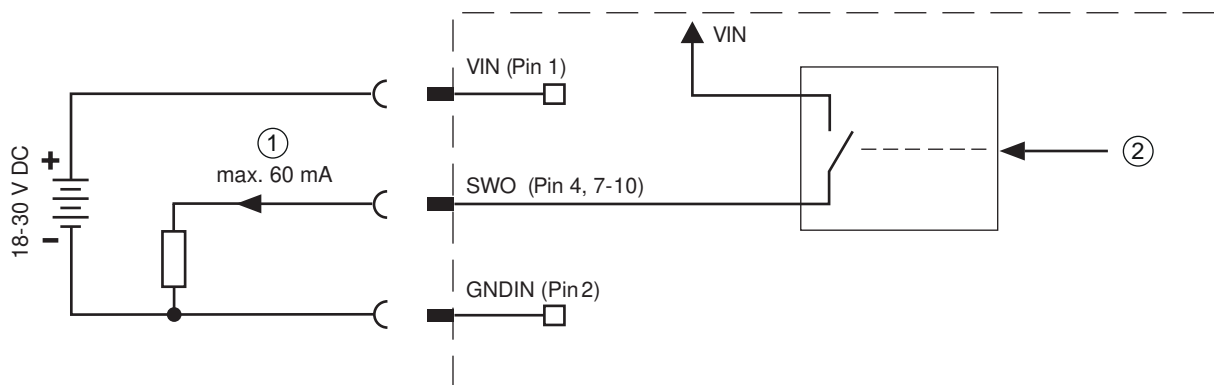 VIN
VIN (Pin 1)
1
max. 60 mA
2
+
SWO (Pin 4, 7-10)
18-30 V DC
−
GNDIN (Pin 2)